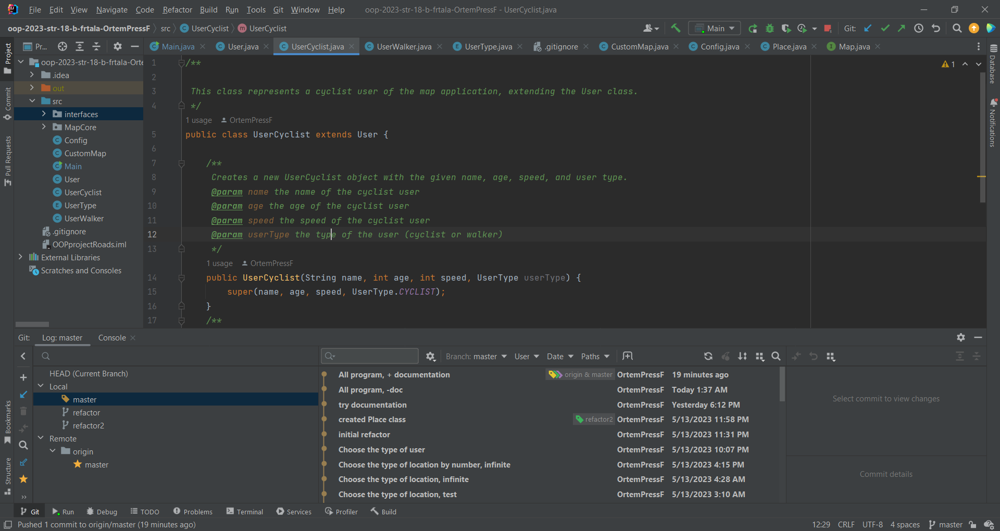 File Edit View Navigate Code Refactor Build Run Tools Git Window Help oop-2023-str-18-b-frtala-OrtemPressF - UserCyclist.java
oop-2023-str-18-b-frtala-OrtemPressF src UserCyclist UserCyclist Main Git:
Pr... Main.java User.java UserCyclist.java UserWalker.java UserType.java .gitignore CustomMap.java Config.java Place.java Map.java
Project
Commit
Pull Requests
Bookmarks
Structure
oop-2023-str-18-b-frtala-Orte
.idea
out
src
interfaces
MapCore
Config
CustomMap
Main
User
UserCyclist
UserType
UserWalker
.gitignore
OOPprojectRoads.iml
External Libraries
Scratches and Consoles
1 /**
2
3 This class represents a cyclist user of the map application, extending the User class.
4 */
1 usage OrtemPressF
5 public class UserCyclist extends User {
6
7 /**
8 Creates a new UserCyclist object with the given name, age, speed, and user type.
9 @param name the name of the cyclist user
10 @param age the age of the cyclist user
11 @param speed the speed of the cyclist user
12 @param userType the type of the user (cyclist or walker)
13 */
1 usage OrtemPressF
14 public UserCyclist(String name, int age, int speed, UserType userType) {
15 super(name, age, speed, UserType.CYCLIST);
16 }
17 /**
1
Database
Notifications
Git: Log: master Console
Branch: master User Date Paths
HEAD (Current Branch)
Local
master
refactor
refactor2
Remote
origin
master
All program, + documentation origin & master OrtemPressF 19 minutes ago
All program, -doc OrtemPressF Today 1:37 AM
try documentation OrtemPressF Yesterday 6:12 PM
created Place class refactor2 OrtemPressF 5/13/2023 11:58 PM
initial refactor OrtemPressF 5/13/2023 11:31 PM
Choose the type of user OrtemPressF 5/13/2023 10:07 PM
Choose the type of location by number, infinite OrtemPressF 5/13/2023 4:15 PM
Choose the type of location, infinite OrtemPressF 5/13/2023 4:28 AM
Choose the type of location, test OrtemPressF 5/13/2023 3:10 AM
Select commit to view changes
Commit details
Git Run Debug TODO Problems Terminal Services Profiler Build
Pushed 1 commit to origin/master (19 minutes ago) 12:29 CRLF UTF-8 4 spaces master